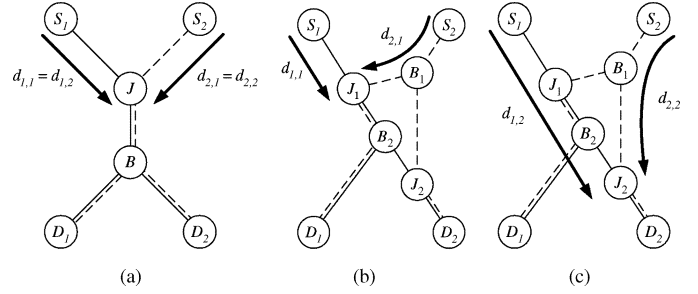 S1 S2 S1 S2 S1 S2
d1,1 = d1,2 J d2,1 = d2,2 d1,1 J1 d2,1 B1 d1,2 J1 B1 d2,2
B B2 J2 B2 J2
D1 D2 D1 D2 D1 D2
(a) (b) (c)